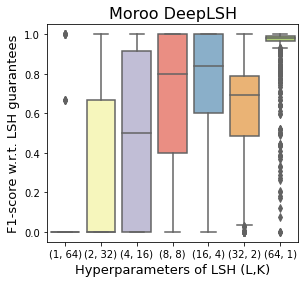 Moroo DeepLSH
F1-score w.r.t. LSH guarantees
1.0
0.8
0.6
0.4
0.2
0.0
(1, 64) (2, 32) (4, 16) (8, 8) (16, 4) (32, 2) (64, 1)
Hyperparameters of LSH (L,K)